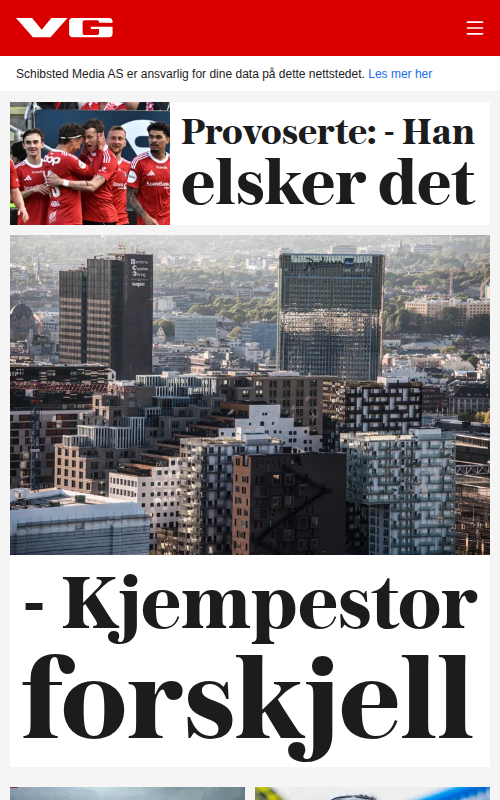 VG
Schibsted Media AS er ansvarlig for dine data på dette nettstedet. Les mer her
Provoserte: - Han
elsker det
- Kjempestor
forskjell